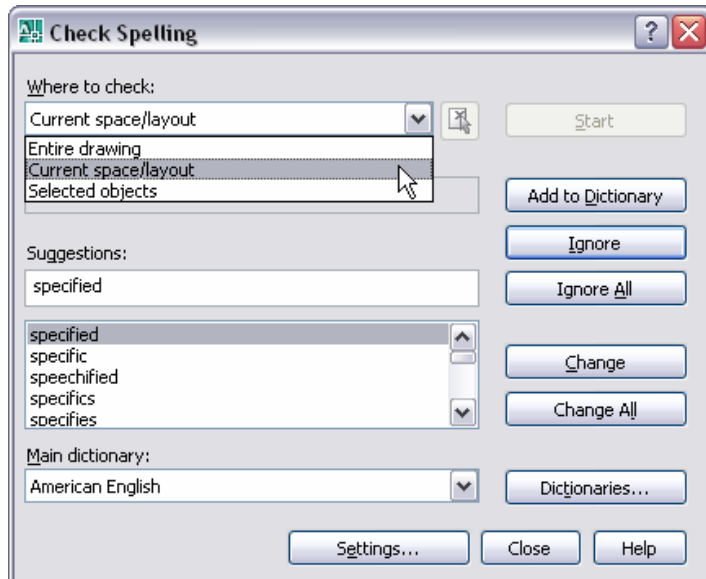 Check Spelling
Where to check:
Current space/layout
Start
Entire drawing
Current space/layout
Selected objects
Add to Dictionary
Ignore
Suggestions:
specified
Ignore All
specified
specific
speechified
specifics
specifies
Change
Change All
Main dictionary:
American English
Dictionaries...
Settings...
Close
Help